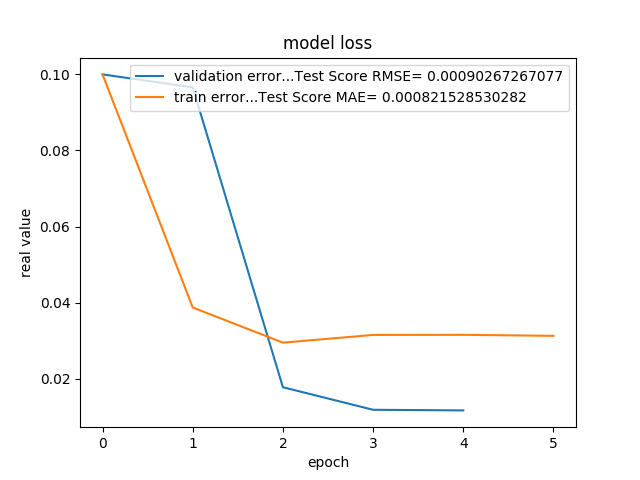 model loss
validation error...Test Score RMSE= 0.00090267267077
train error...Test Score MAE= 0.000821528530282
0.10
0.08
0.06
0.04
0.02
real value
0 1 2 3 4 5
epoch